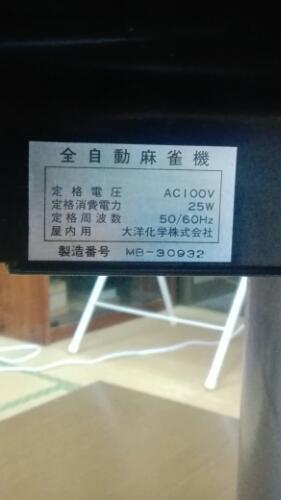 全自動麻雀機
定格電圧 AC100V
定格消費電力 25W
定格周波数 50/60Hz
屋内用 大洋化学株式会社
製造番号 MB-30932